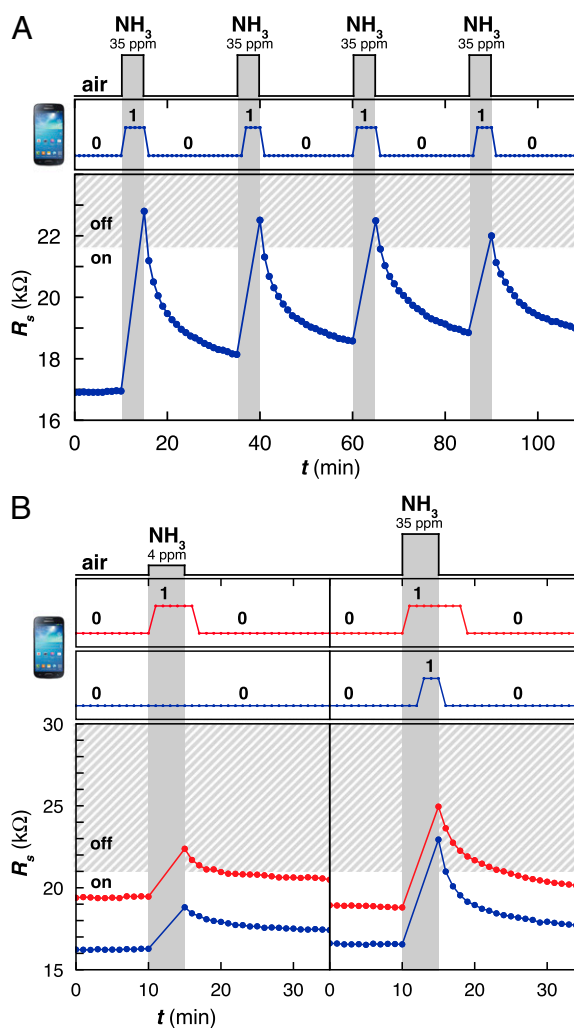 A
NH3 NH3 NH3 NH3
35 ppm 35 ppm 35 ppm 35 ppm
air
1 1 1 1
0 0 0 0 0
off
on
22
20
18
16
Rs (kΩ)
0 20 40 60 80 100
t (min)
B
NH3
35 ppm
NH3
4 ppm
air
1 1
0 0 0 0
1
0 0 0 0
30
25
20
15
off
on
Rs (kΩ)
0 10 20 30 0 10 20 30
t (min)